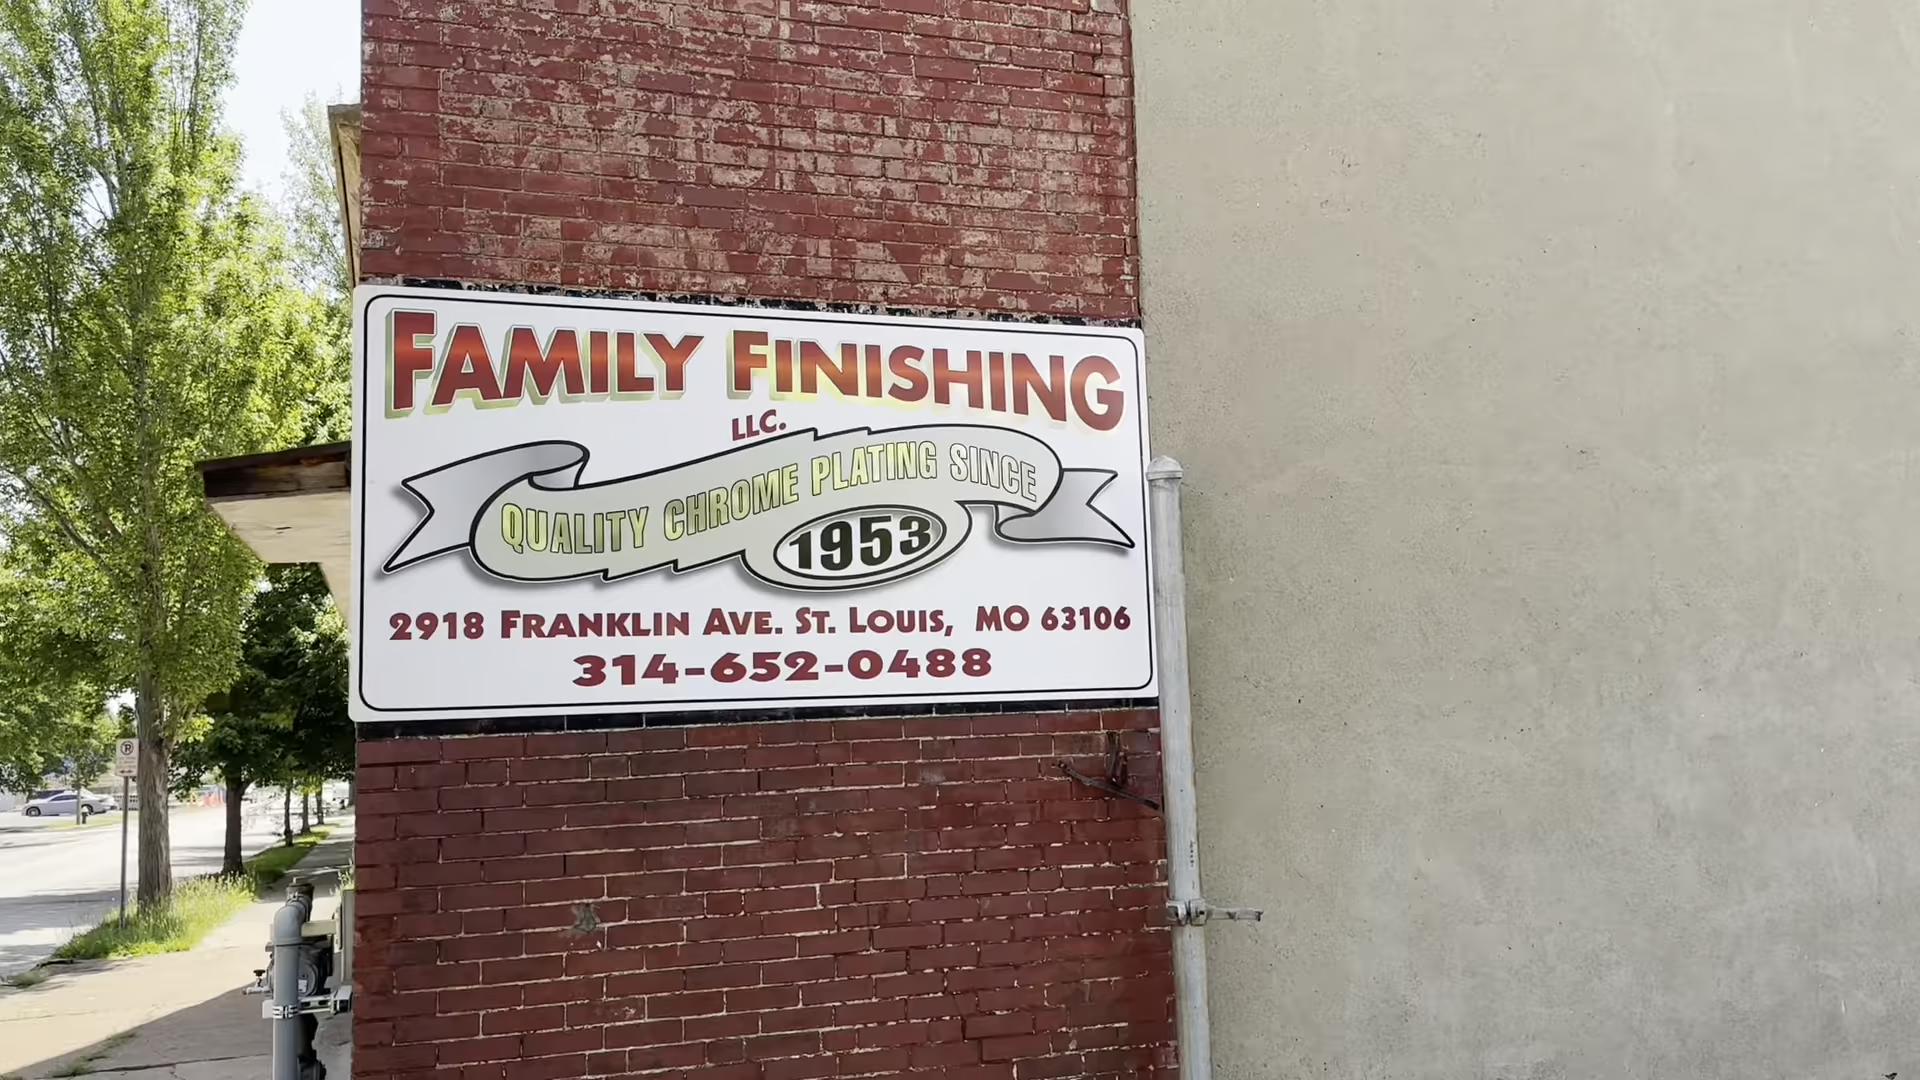 FAMILY FINISHING
LLC.
QUALITY CHROME PLATING SINCE
1953
2918 FRANKLIN AVE. ST. LOUIS, MO 63106
314-652-0488